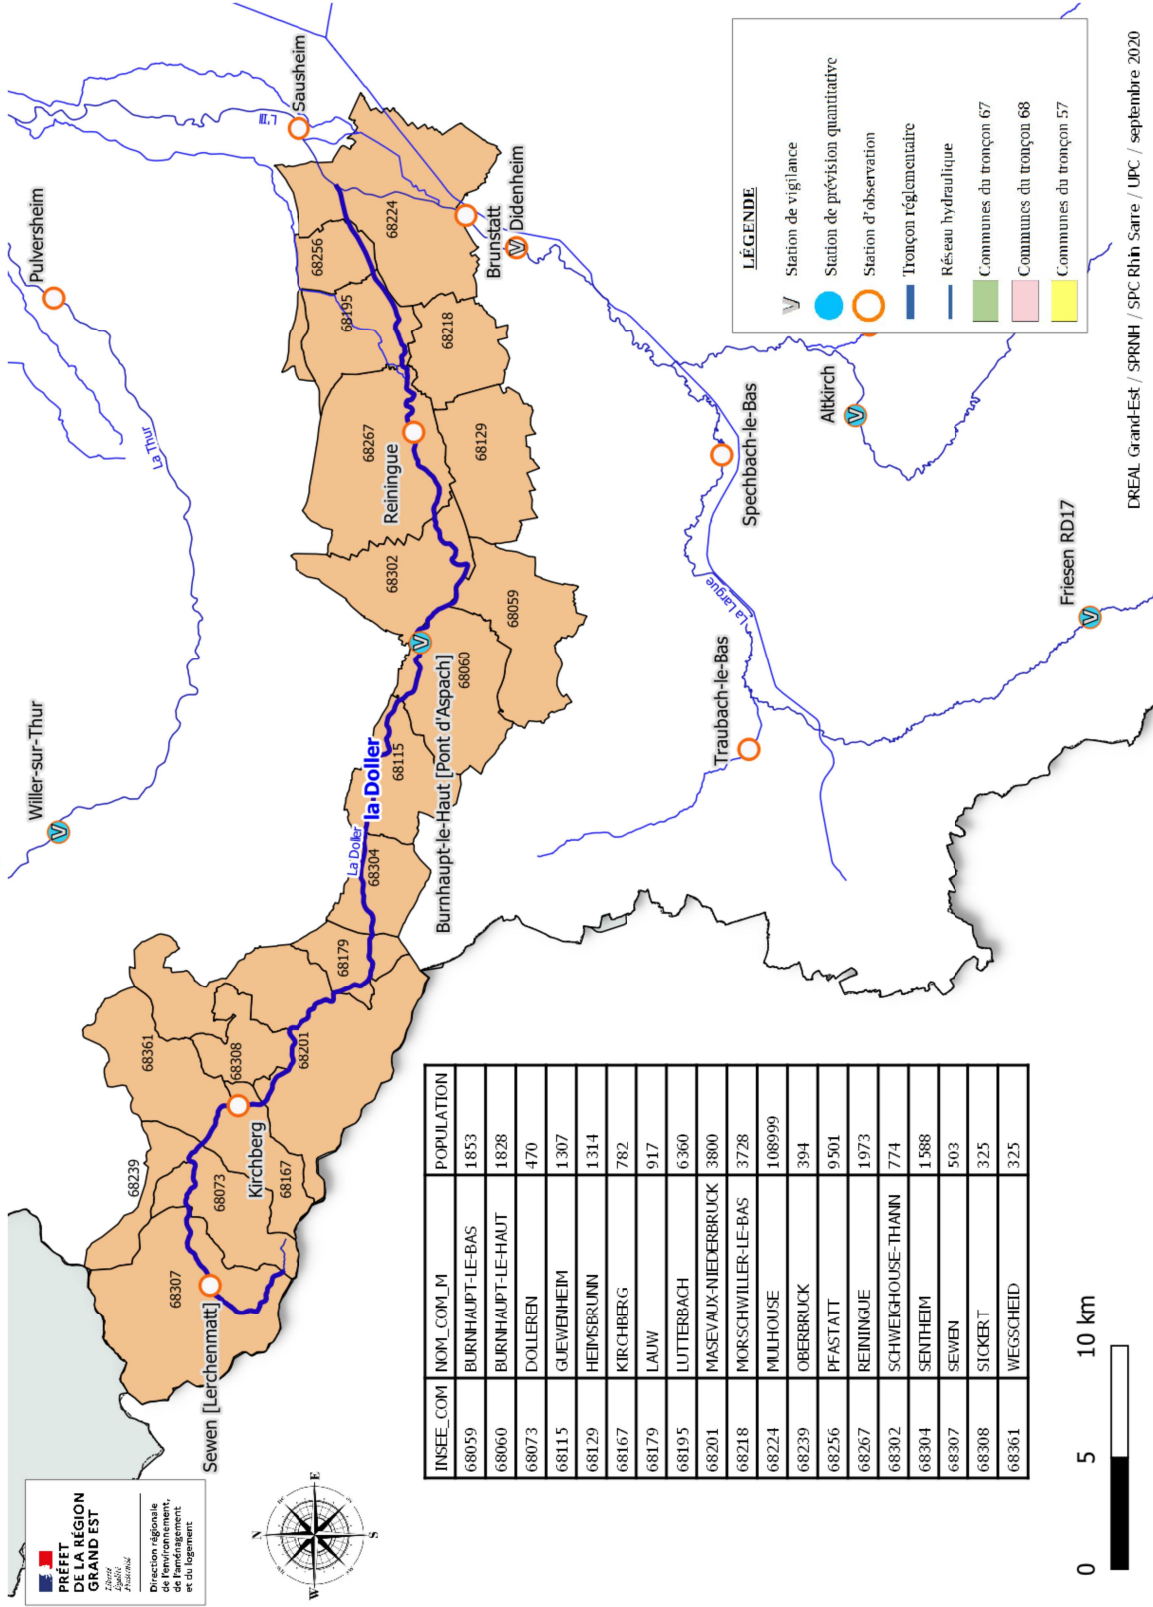 PRÉFET
DE LA RÉGION
GRAND EST
Liberté
Égalité
Fraternité
Direction régionale
de l'environnement,
de l'aménagement
et du logement
N
E
S
W
Willer-sur-Thur
Pulversheim
Sausheim
La Thur
L'Ill
68307
68239
68073
68167
68361
68308
68201
68179
68304
68115
68060
68059
68302
68267
68129
68195
68218
68256
68224
Sewen [Lerchenmatt]
Kirchberg
La Doller
la Doller
Burnhaupt-le-Haut [Pont d'Aspach]
Reiningue
Brunstatt
Didenheim
Traubach-le-Bas
La Largue
Spechbach-le-Bas
Altkirch
Friesen RD17
INSEE_COM NOM_COM_M POPULATION
68059 BURNHAUPT-LE-BAS 1853
68060 BURNHAUPT-LE-HAUT 1828
68073 DOLLEREN 470
68115 GUEWENHEIM 1307
68129 HEIMSBRUNN 1314
68167 KIRCHBERG 782
68179 LAUW 917
68195 LUTTERBACH 6360
68201 MASEVAUX-NIEDERBRUCK 3800
68218 MORSCHWILLER-LE-BAS 3728
68224 MULHOUSE 108999
68239 OBERBRUCK 394
68256 PFASTATT 9501
68267 REININGUE 1973
68302 SCHWEIGHOUSE-THANN 774
68304 SENTHEIM 1588
68307 SEWEN 503
68308 SICKERT 325
68361 WEGSCHEID 325
0 5 10 km
LÉGENDE
V Station de vigilance
Station de prévision quantitative
Station d'observation
Tronçon réglementaire
Réseau hydraulique
Communes du tronçon 67
Communes du tronçon 68
Communes du tronçon 57
DREAL Grand-Est / SPRNH / SPC Rhin Sarre / UPC / septembre 2020